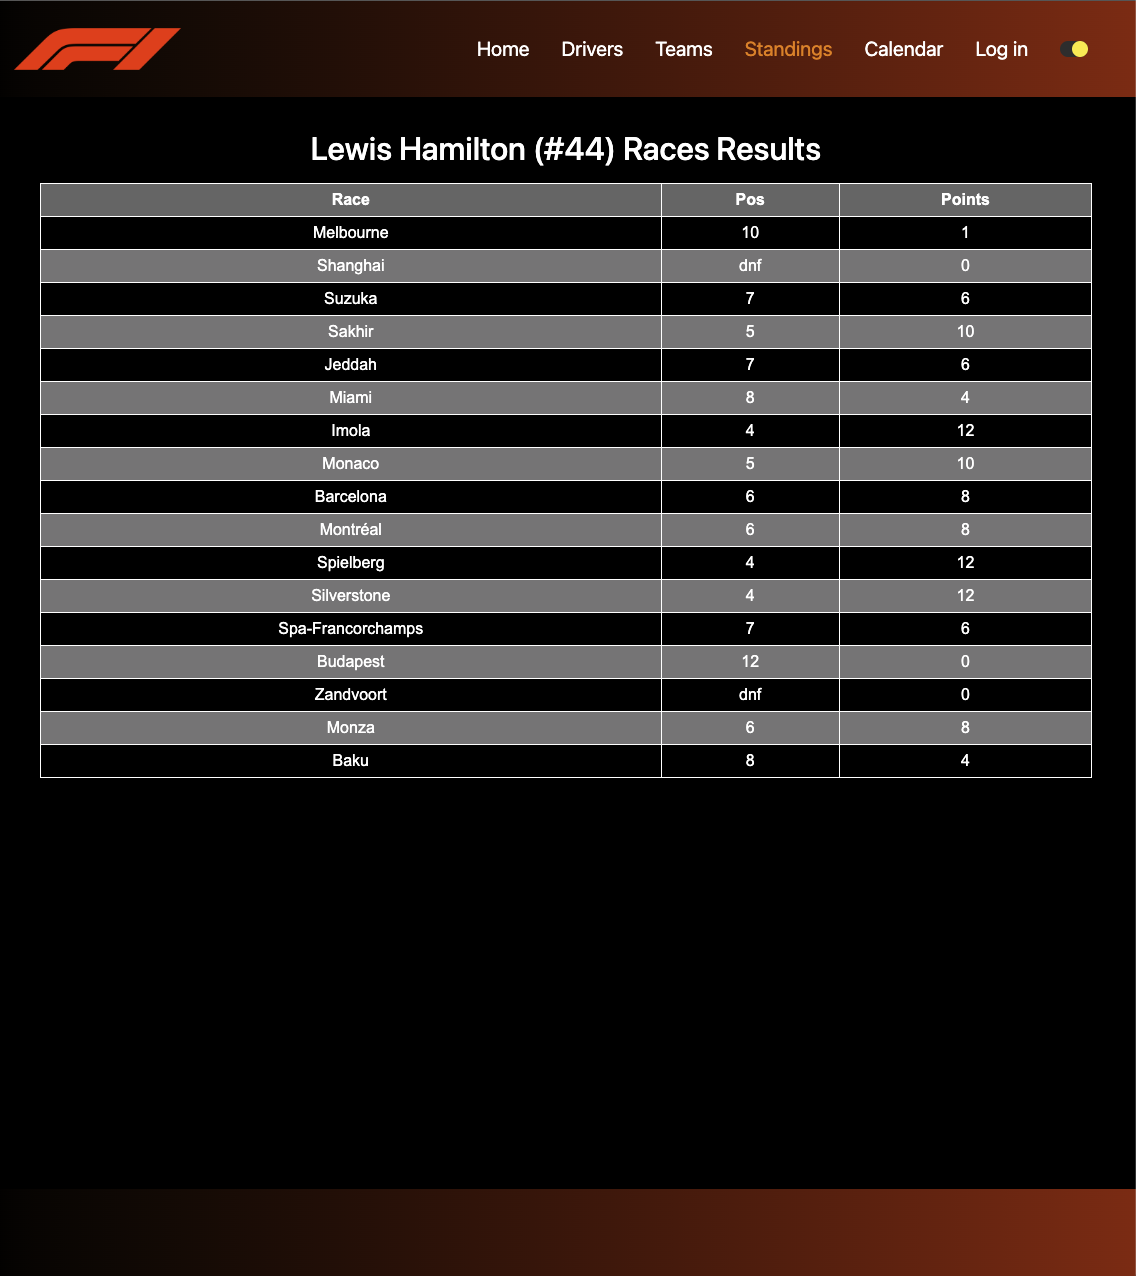 Home Drivers Teams Standings Calendar Log in
Lewis Hamilton (#44) Races Results
Race Pos Points
Melbourne 10 1
Shanghai dnf 0
Suzuka 7 6
Sakhir 5 10
Jeddah 7 6
Miami 8 4
Imola 4 12
Monaco 5 10
Barcelona 6 8
Montréal 6 8
Spielberg 4 12
Silverstone 4 12
Spa-Francorchamps 7 6
Budapest 12 0
Zandvoort dnf 0
Monza 6 8
Baku 8 4